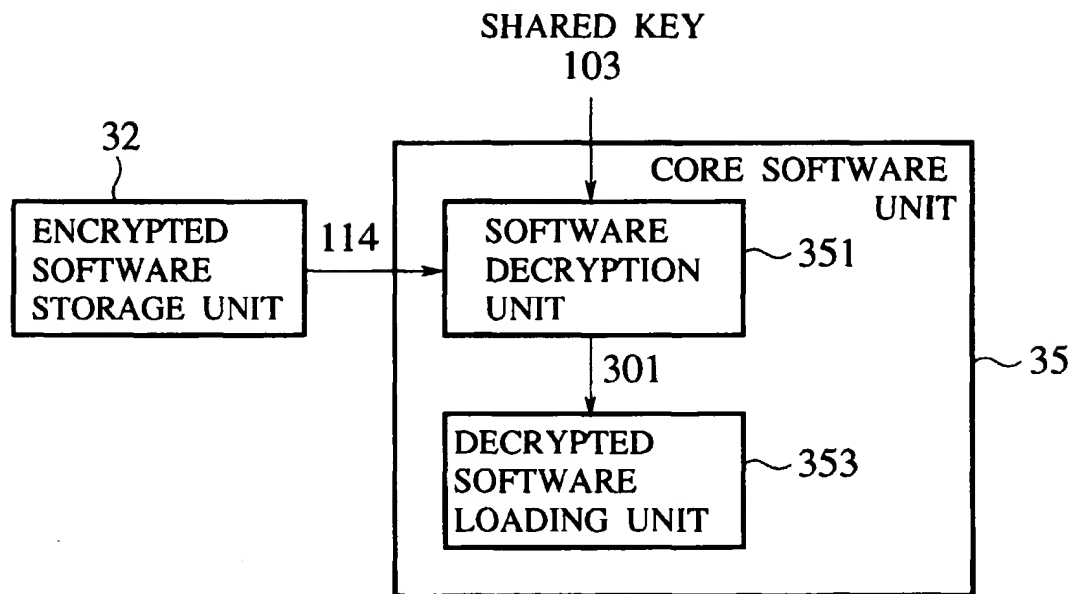 SHARED KEY
103
32
CORE SOFTWARE
UNIT
ENCRYPTED
SOFTWARE
STORAGE UNIT
114
SOFTWARE
DECRYPTION
UNIT
351
301
35
DECRYPTED
SOFTWARE
LOADING UNIT
353